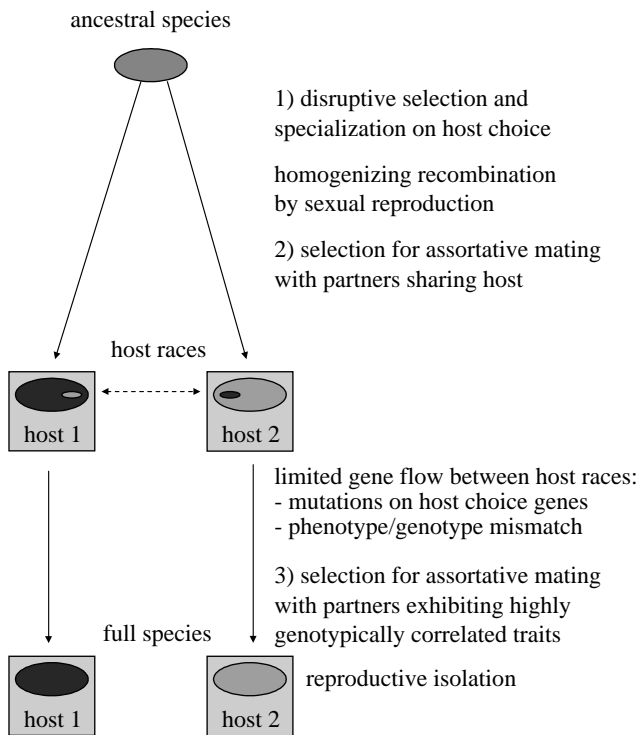 ancestral species
1) disruptive selection and
specialization on host choice
homogenizing recombination
by sexual reproduction
2) selection for assortative mating
with partners sharing host
host races
host 1
host 2
limited gene flow between host races:
- mutations on host choice genes
- phenotype/genotype mismatch
3) selection for assortative mating
with partners exhibiting highly
genotypically correlated traits
full species
reproductive isolation
host 1
host 2